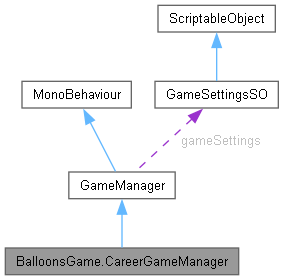 ScriptableObject
MonoBehaviour
GameSettingsSO
gameSettings
GameManager
BalloonsGame.CareerGameManager